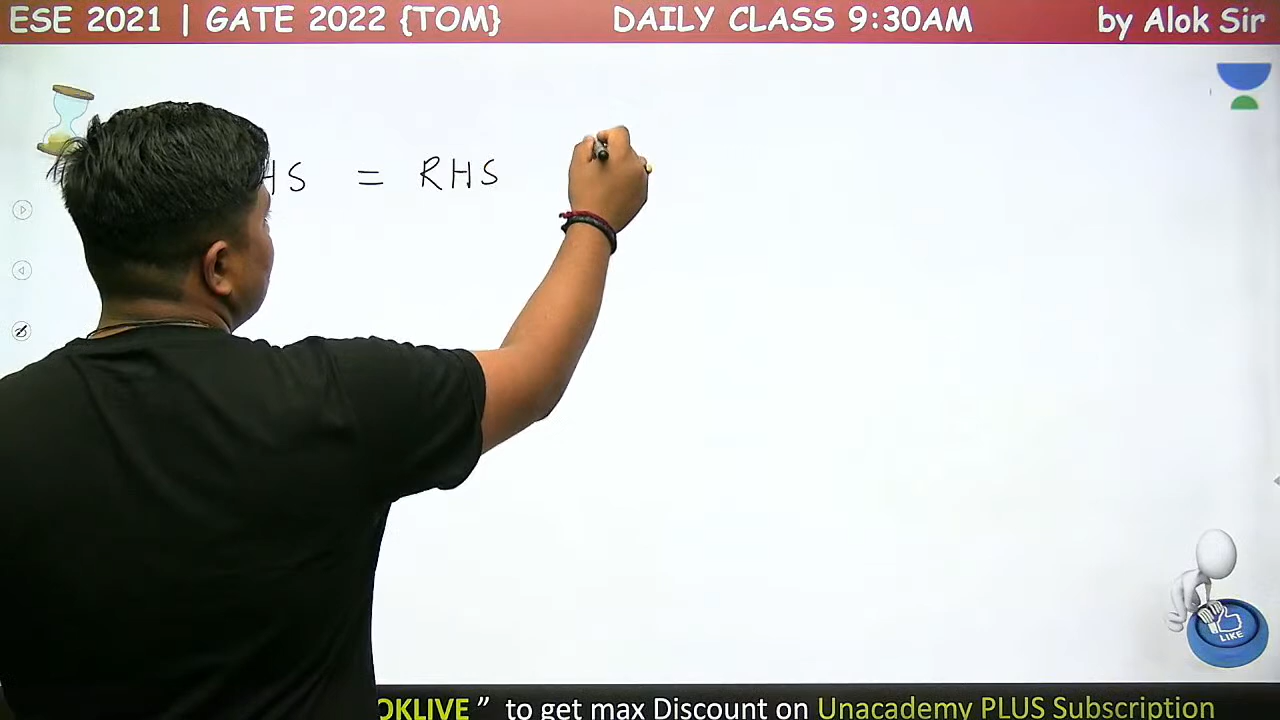 ESE 2021 | GATE 2022 {TOM} DAILY CLASS 9:30AM by Alok Sir
HS = RHS
LIKE
OKLIVE ” to get max Discount on Unacademy PLUS Subscription